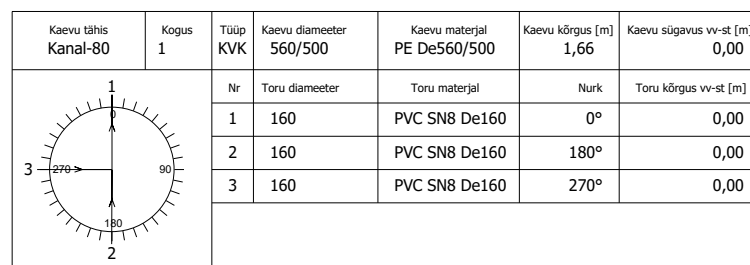 Kaevu tähis Kogus Tüüp Kaevu diameeter Kaevu materjal Kaevu kõrgus [m] Kaevu sügavus vv-st [m]
Kanal-80 1 KVK 560/500 PE De560/500 1,66 0,00
Nr Toru diameeter Toru materjal Nurk Toru kõrgus vv-st [m]
1 160 PVC SN8 De160 0° 0,00
2 160 PVC SN8 De160 180° 0,00
3 160 PVC SN8 De160 270° 0,00
1
0
3 270 90
180
2